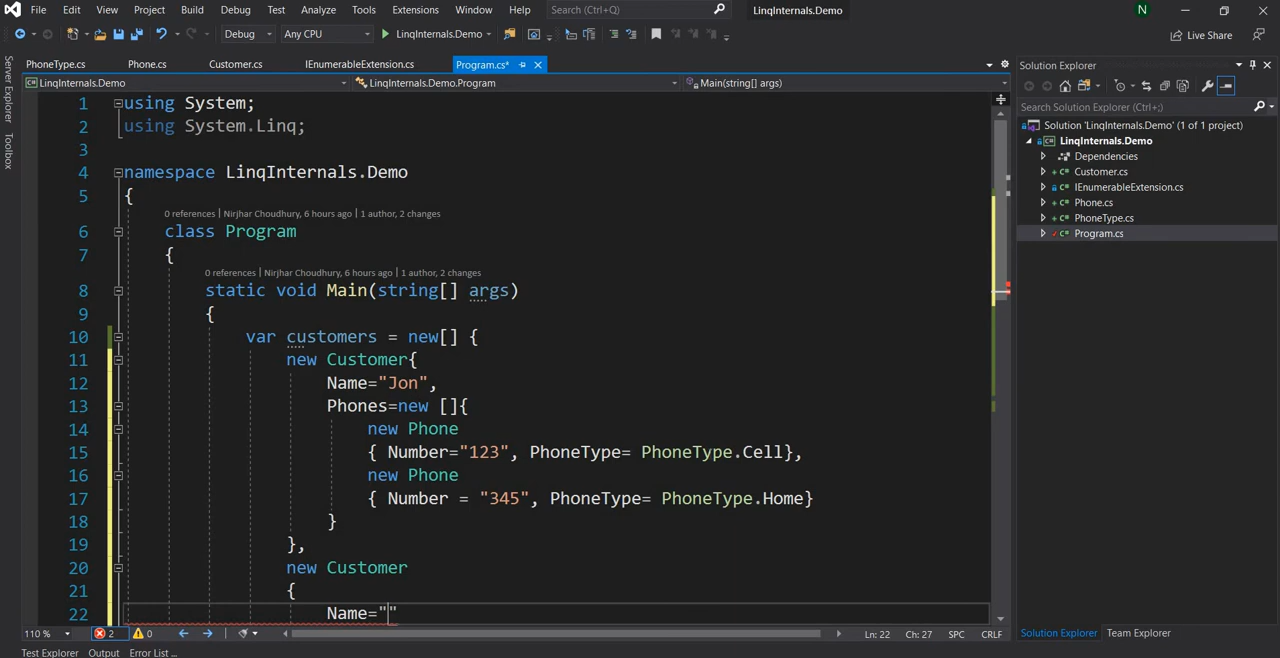 File Edit View Project Build Debug Test Analyze Tools Extensions Window Help Search (Ctrl+Q) LinqInternals.Demo N
Debug Any CPU LinqInternals.Demo Live Share
PhoneType.cs Phone.cs Customer.cs IEnumerableExtension.cs Program.cs*
LinqInternals.Demo LinqInternals.Demo.Program Main(string[] args)
Server Explorer
Toolbox
1 using System;
2 using System.Linq;
3
4 namespace LinqInternals.Demo
5 {
0 references | Nirjhar Choudhury, 6 hours ago | 1 author, 2 changes
6 class Program
7 {
0 references | Nirjhar Choudhury, 6 hours ago | 1 author, 2 changes
8 static void Main(string[] args)
9 {
10 var customers = new[] {
11 new Customer{
12 Name="Jon",
13 Phones=new []{
14 new Phone
15 { Number="123", PhoneType= PhoneType.Cell},
16 new Phone
17 { Number = "345", PhoneType= PhoneType.Home}
18 }
19 },
20 new Customer
21 {
22 Name=""
110 % 2 0 Ln: 22 Ch: 27 SPC CRLF
Test Explorer Output Error List ...
Solution Explorer
Search Solution Explorer (Ctrl+;)
Solution 'LinqInternals.Demo' (1 of 1 project)
LinqInternals.Demo
Dependencies
C# Customer.cs
C# IEnumerableExtension.cs
C# Phone.cs
C# PhoneType.cs
C# Program.cs
Solution Explorer Team Explorer